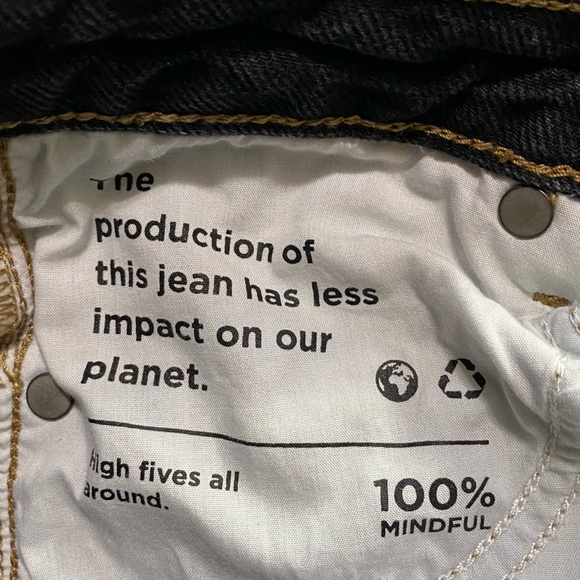 The
production of
this jean has less
impact on our
planet.
High fives all
around.
100%
MINDFUL